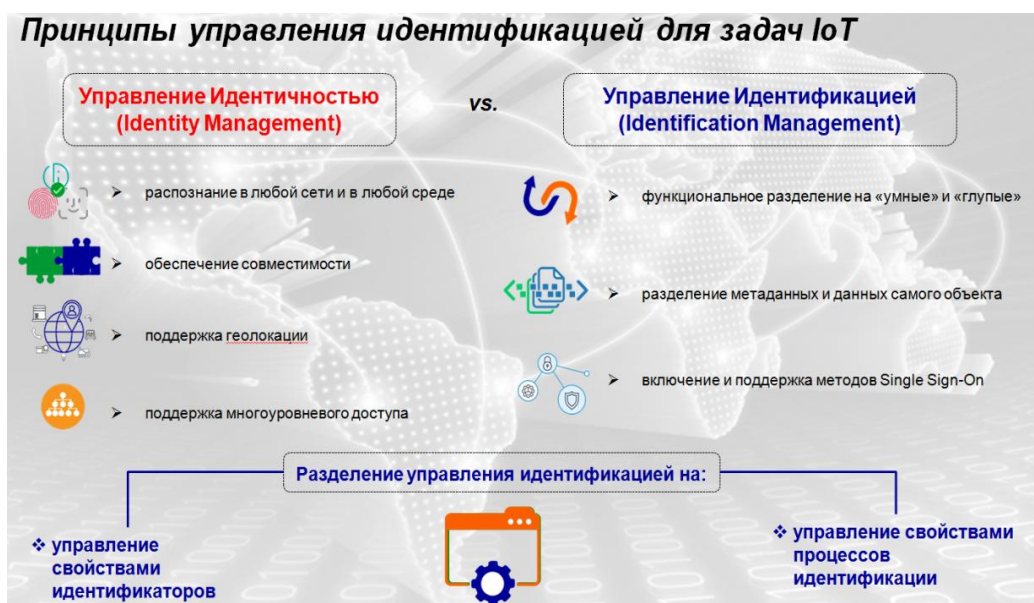 Принципы управления идентификацией для задач IoT
Управление Идентичностью
(Identity Management)
vs.
Управление Идентификацией
(Identification Management)
➢ распознание в любой сети и в любой среде
➢ обеспечение совместимости
➢ поддержка геолокации
➢ поддержка многоуровневого доступа
➢ функциональное разделение на «умные» и «глупые»
➢ разделение метаданных и данных самого объекта
➢ включение и поддержка методов Single Sign-On
Разделение управления идентификацией на:
❖ управление
свойствами
идентификаторов
❖ управление свойствами
процессов
идентификации